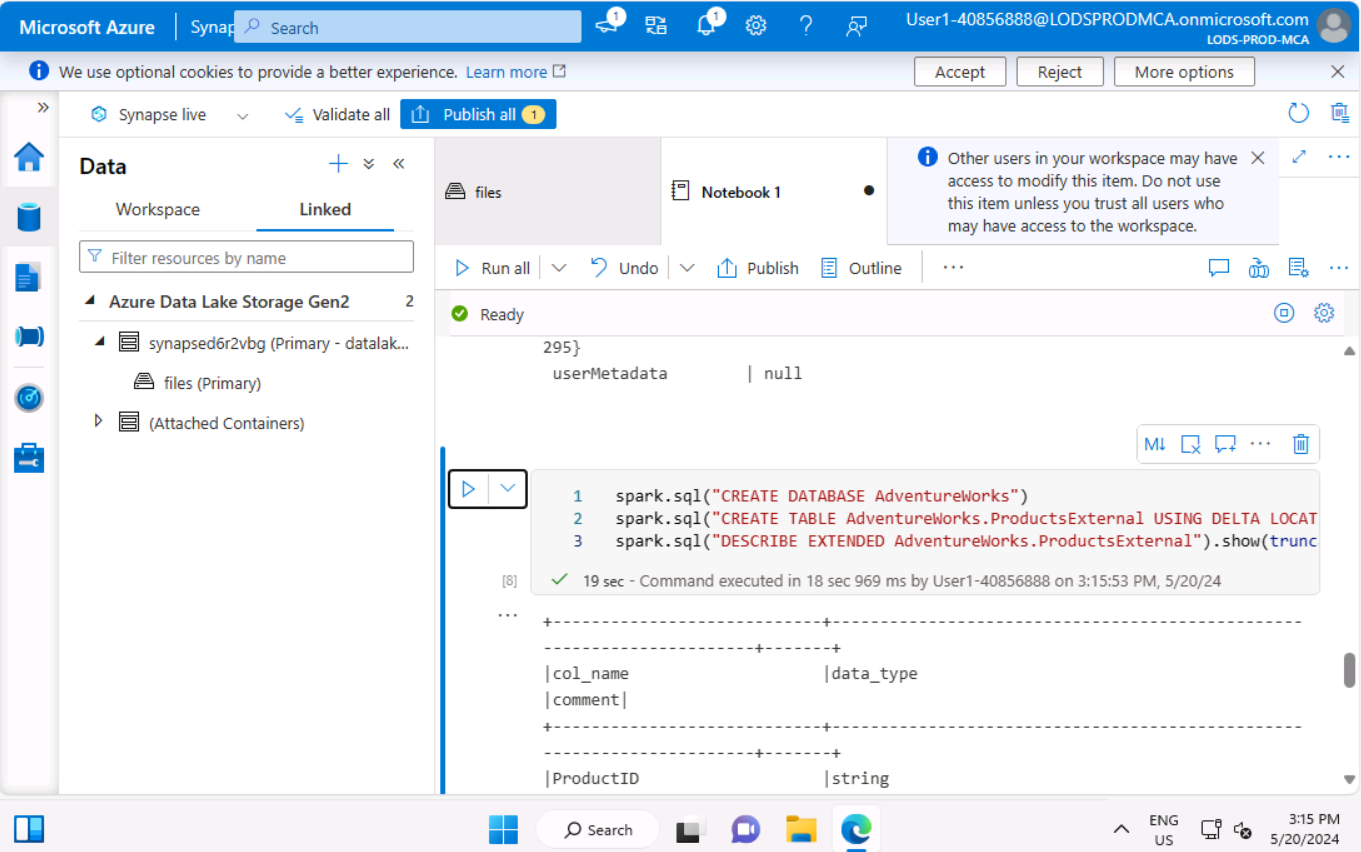 Microsoft Azure
Synap
Search
1
1
User1-40856888@LODSPRODMCA.onmicrosoft.com
LODS-PROD-MCA
We use optional cookies to provide a better experience. Learn more
Accept
Reject
More options
Synapse live
Validate all
Publish all 1
Data
Workspace
Linked
Filter resources by name
Azure Data Lake Storage Gen2 2
synapsed6r2vbg (Primary - datalak...
files (Primary)
(Attached Containers)
files
Notebook 1
Other users in your workspace may have
access to modify this item. Do not use
this item unless you trust all users who
may have access to the workspace.
Run all
Undo
Publish
Outline
Ready
295}
userMetadata | null
M↓
1 spark.sql("CREATE DATABASE AdventureWorks")
2 spark.sql("CREATE TABLE AdventureWorks.ProductsExternal USING DELTA LOCAT
3 spark.sql("DESCRIBE EXTENDED AdventureWorks.ProductsExternal").show(trunc
[8] 19 sec - Command executed in 18 sec 969 ms by User1-40856888 on 3:15:53 PM, 5/20/24
+----------------------------+-------------------------------------------------
----------------------+-------+
|col_name |data_type
|comment|
+----------------------------+-------------------------------------------------
----------------------+-------+
|ProductID |string
Search
ENG
US
3:15 PM
5/20/2024